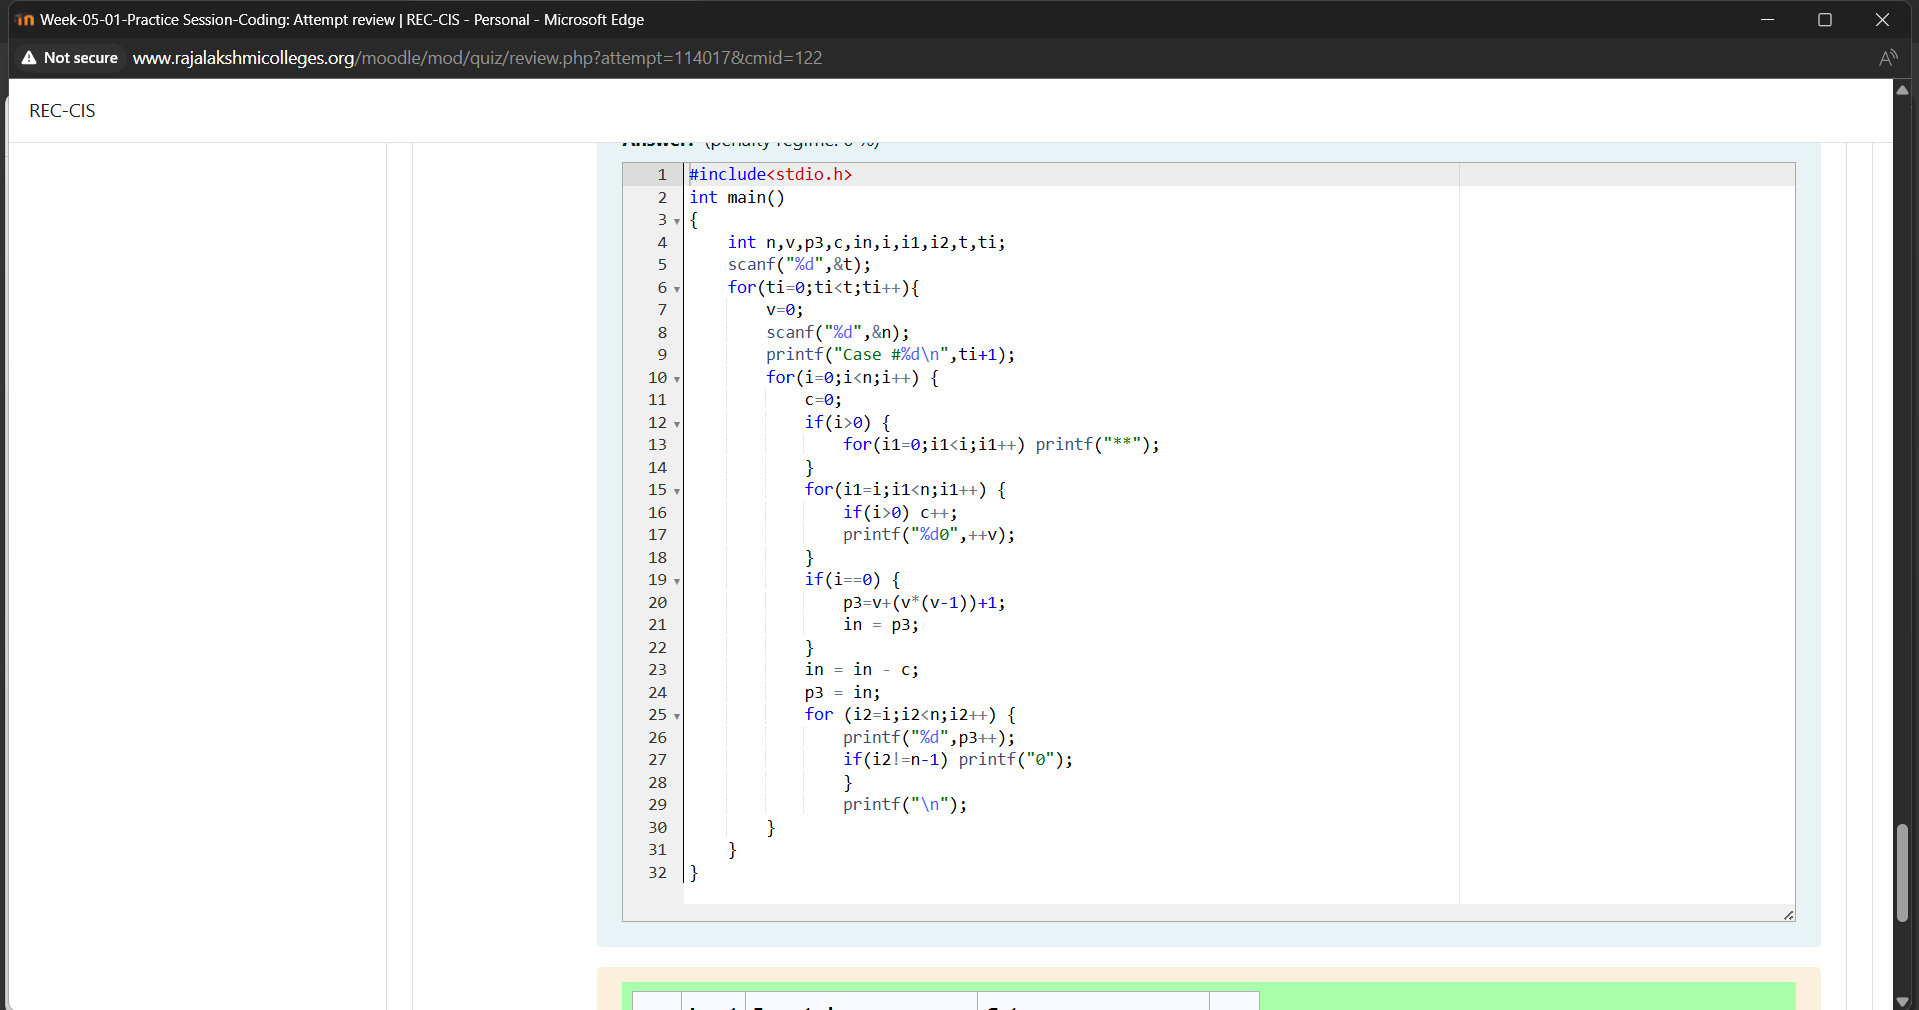 Week-05-01-Practice Session-Coding: Attempt review | REC-CIS - Personal - Microsoft Edge
Not secure www.rajalakshmicolleges.org/moodle/mod/quiz/review.php?attempt=114017&cmid=122
REC-CIS
Answer: (penalty regime: 0 %)
1 #include<stdio.h>
2 int main()
3 {
4 int n,v,p3,c,in,i,i1,i2,t,ti;
5 scanf("%d",&t);
6 for(ti=0;ti<t;ti++){
7 v=0;
8 scanf("%d",&n);
9 printf("Case #%d\n",ti+1);
10 for(i=0;i<n;i++) {
11 c=0;
12 if(i>0) {
13 for(i1=0;i1<i;i1++) printf("**");
14 }
15 for(i1=i;i1<n;i1++) {
16 if(i>0) c++;
17 printf("%d0",++v);
18 }
19 if(i==0) {
20 p3=v+(v*(v-1))+1;
21 in = p3;
22 }
23 in = in - c;
24 p3 = in;
25 for (i2=i;i2<n;i2++) {
26 printf("%d",p3++);
27 if(i2!=n-1) printf("0");
28 }
29 printf("\n");
30 }
31 }
32 }